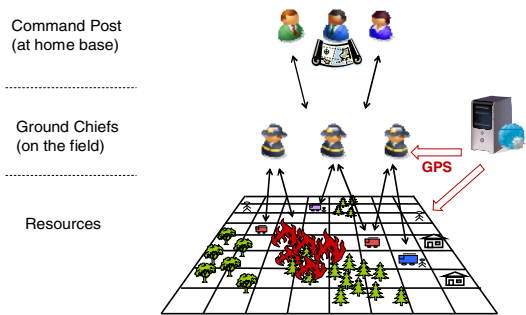 Command Post
(at home base)
Ground Chiefs
(on the field)
GPS
Resources